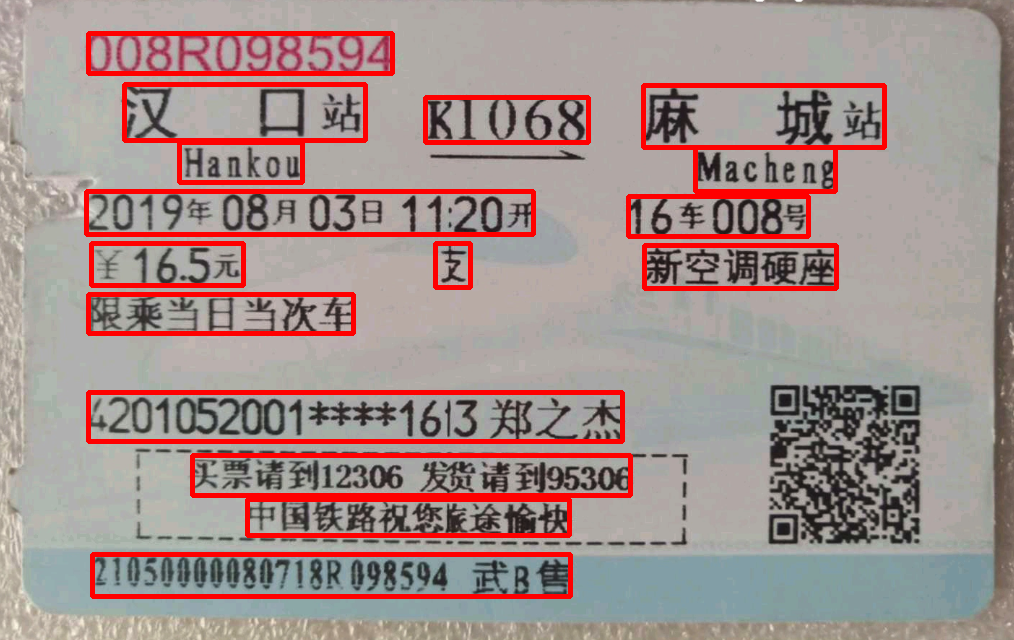 008R098594
汉口站 K1068 麻城站
Hankou Macheng
2019年08月03日 11:20开 16车008号
￥16.5元 支 新空调硬座
限乘当日当次车
4201052001****1613 郑之杰
买票请到12306 发货请到95306
中国铁路祝您旅途愉快
21050000080718R098594 武B售